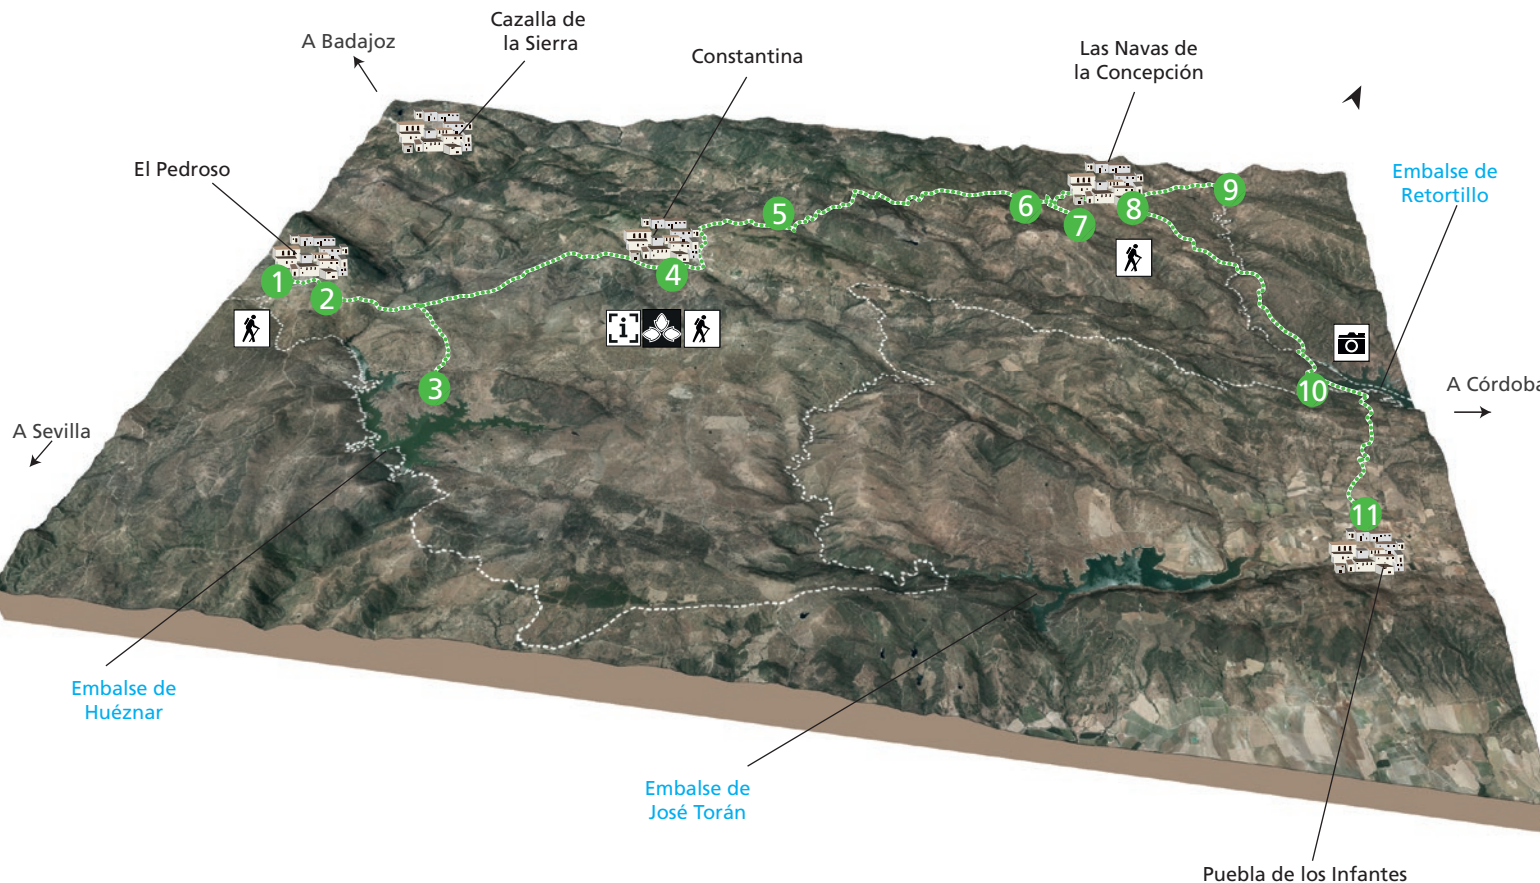 Cazalla de
la Sierra
A Badajoz
Constantina
Las Navas de
la Concepción
El Pedroso
Embalse de
Retortillo
1
2
3
4
5
6
7
8
9
10
11
i
A Sevilla
A Córdoba
Embalse de
Huéznar
Embalse de
José Torán
Puebla de los Infantes